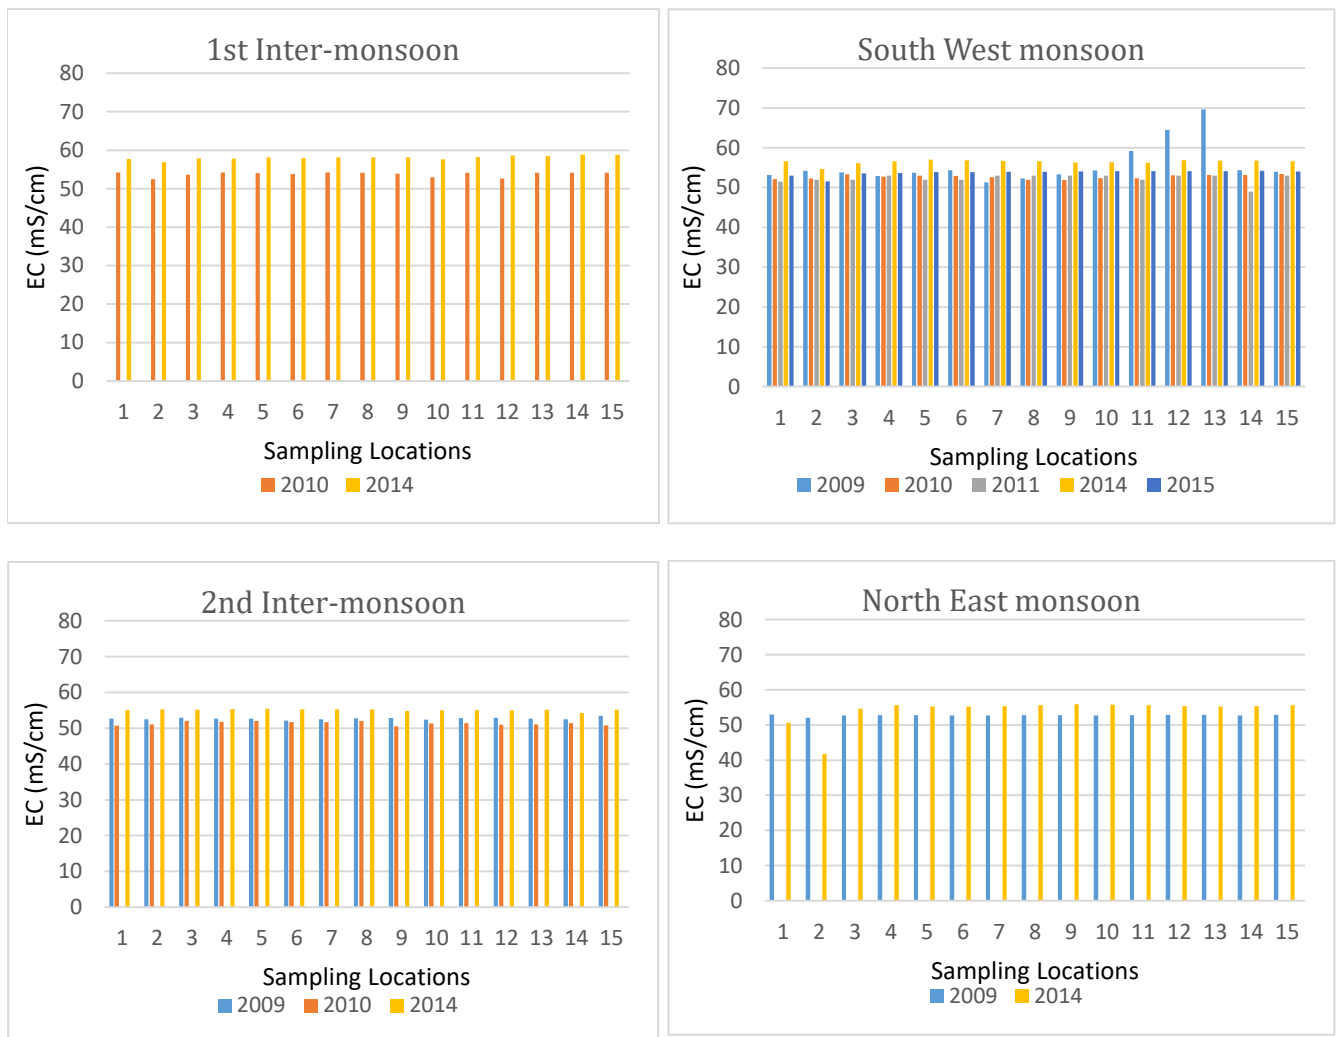 1st Inter-monsoon
80
70
60
50
40
30
20
10
0
EC (mS/cm)
1 2 3 4 5 6 7 8 9 10 11 12 13 14 15
Sampling Locations
2010 2014
South West monsoon
80
70
60
50
40
30
20
10
0
EC (mS/cm)
1 2 3 4 5 6 7 8 9 10 11 12 13 14 15
Sampling Locations
2009 2010 2011 2014 2015
2nd Inter-monsoon
80
70
60
50
40
30
20
10
0
EC (mS/cm)
1 2 3 4 5 6 7 8 9 10 11 12 13 14 15
Sampling Locations
2009 2010 2014
North East monsoon
80
70
60
50
40
30
20
10
0
EC (mS/cm)
1 2 3 4 5 6 7 8 9 10 11 12 13 14 15
Sampling Locations
2009 2014